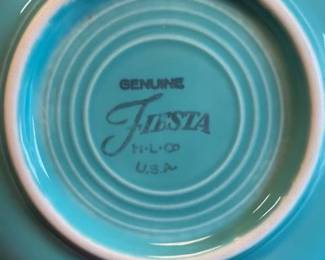 GENUINE
FIESTA
H·L·Co
U.S.A